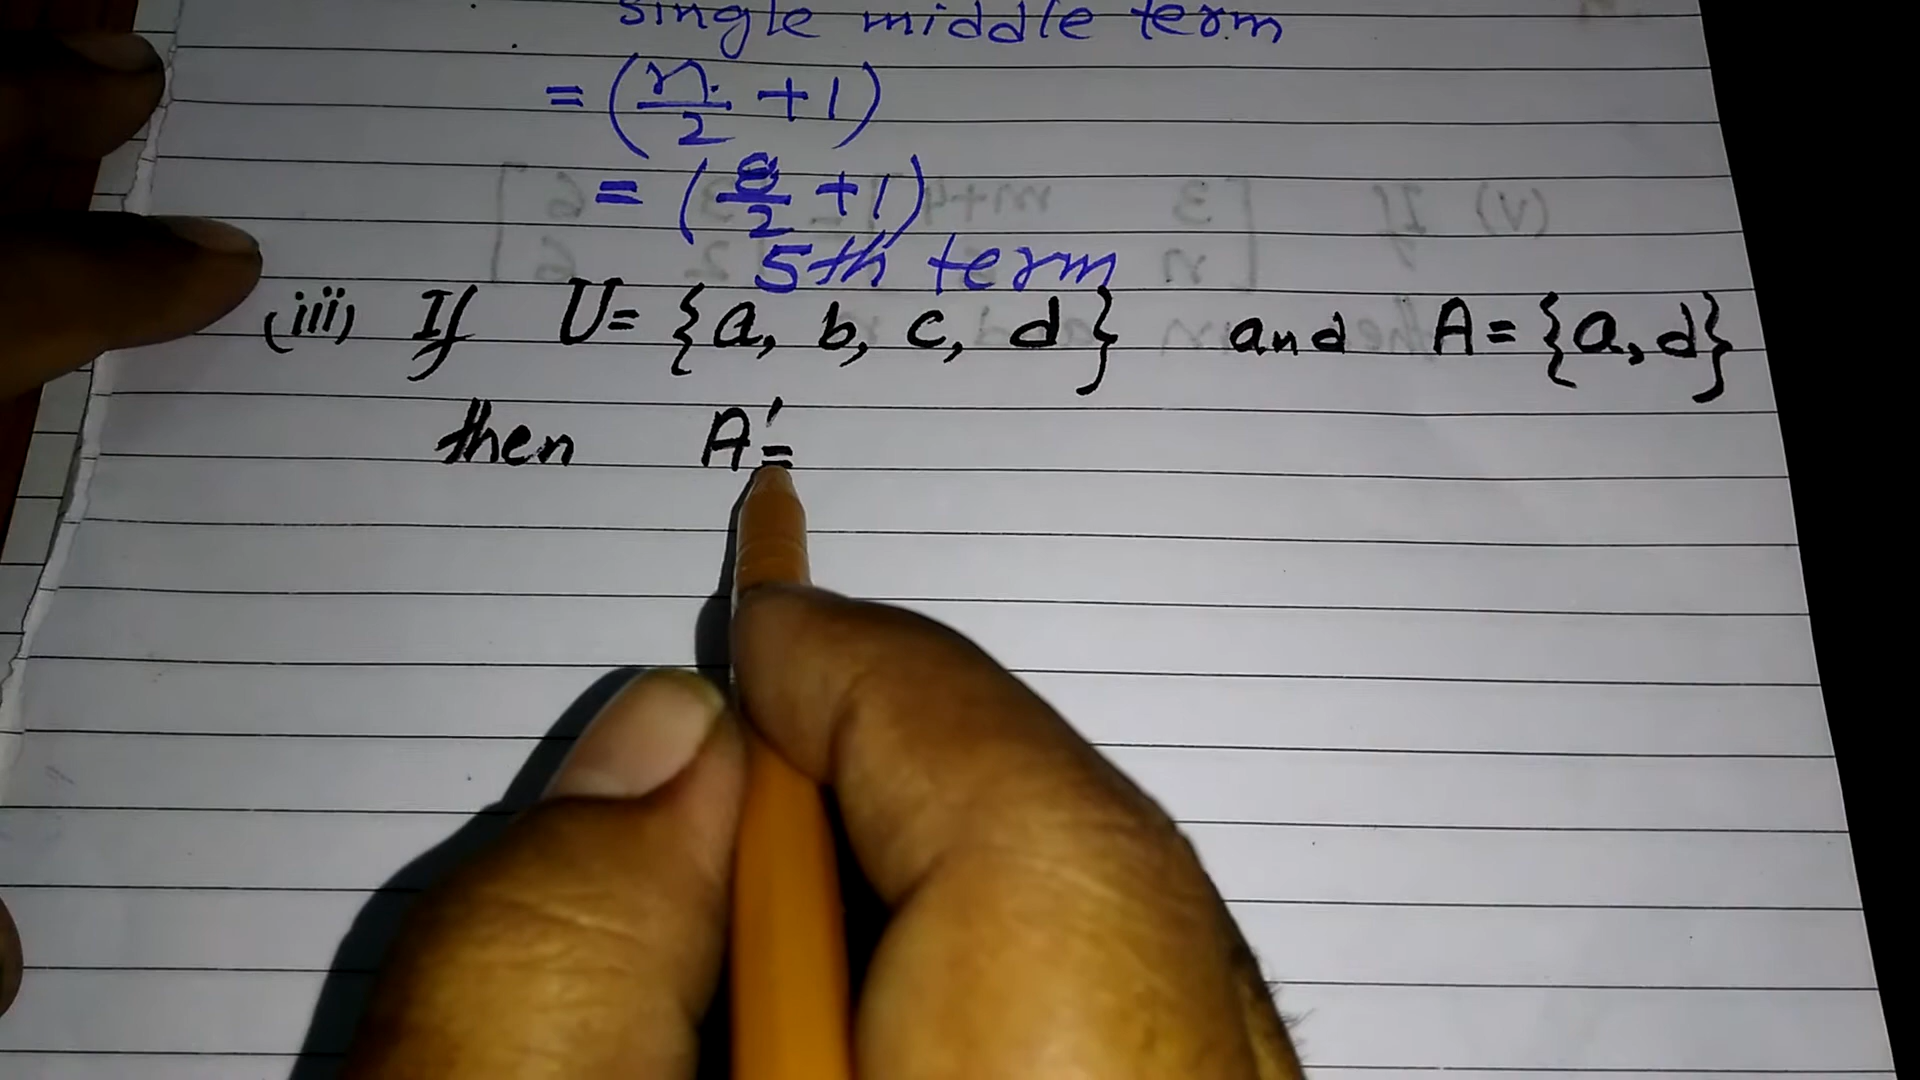 single middle term
= (n/2 + 1)
= (8/2 + 1)
5th term
(iii) If U = {a, b, c, d} and A = {a, d}
then A' =